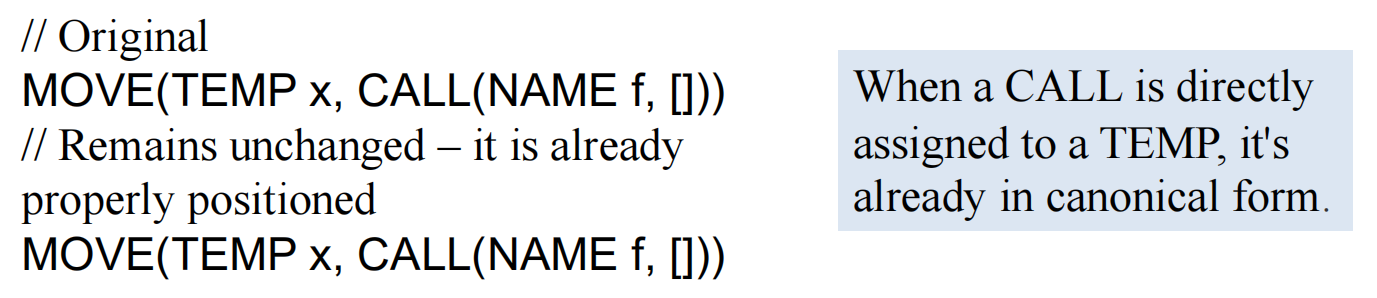 // Original
MOVE(TEMP x, CALL(NAME f, []))
// Remains unchanged – it is already
properly positioned
MOVE(TEMP x, CALL(NAME f, []))
When a CALL is directly
assigned to a TEMP, it's
already in canonical form.